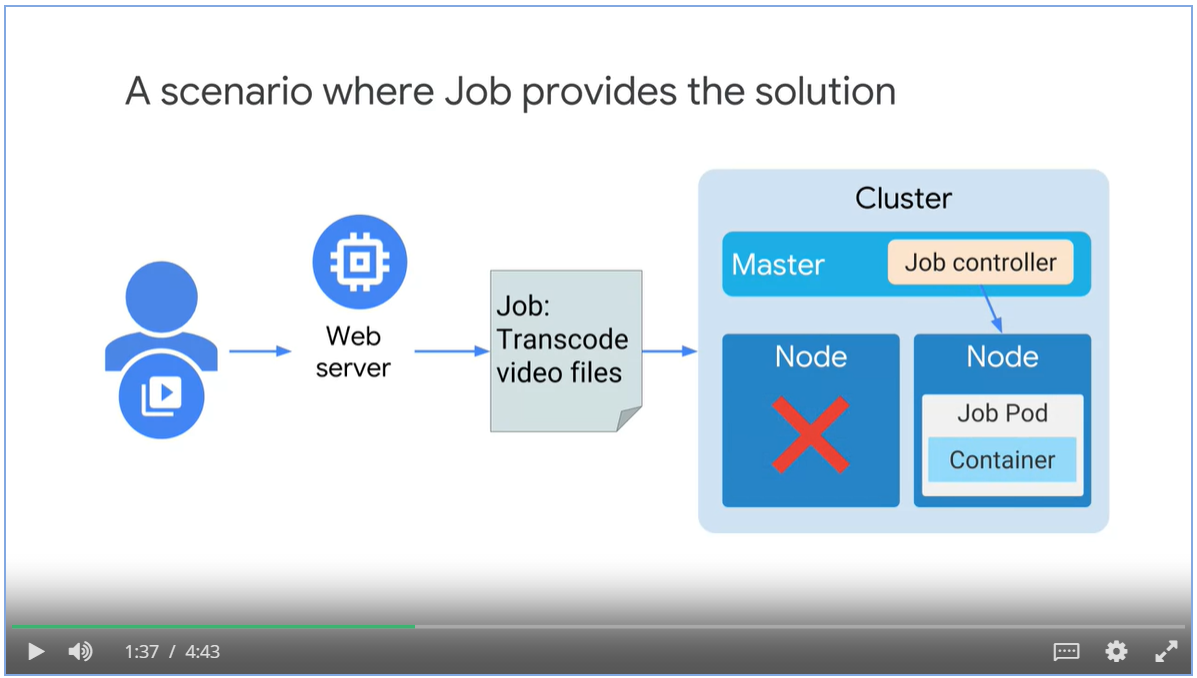 A scenario where Job provides the solution
Cluster
Master
Job controller
Web
server
Job:
Transcode
video files
Node
Node
Job Pod
Container
1:37 / 4:43